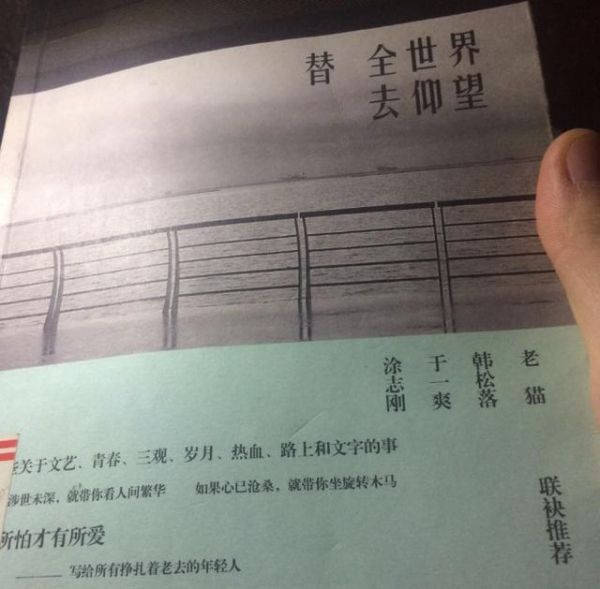 替 全世界
去仰望
老猫
韩松落
于一爽
涂志刚
联袂推荐
关于文艺、青春、三观、岁月、热血、路上和文字的事
涉世未深，就带你看人间繁华 如果心已沧桑，就带你坐旋转木马
所怕才有所爱
——写给所有挣扎着老去的年轻人